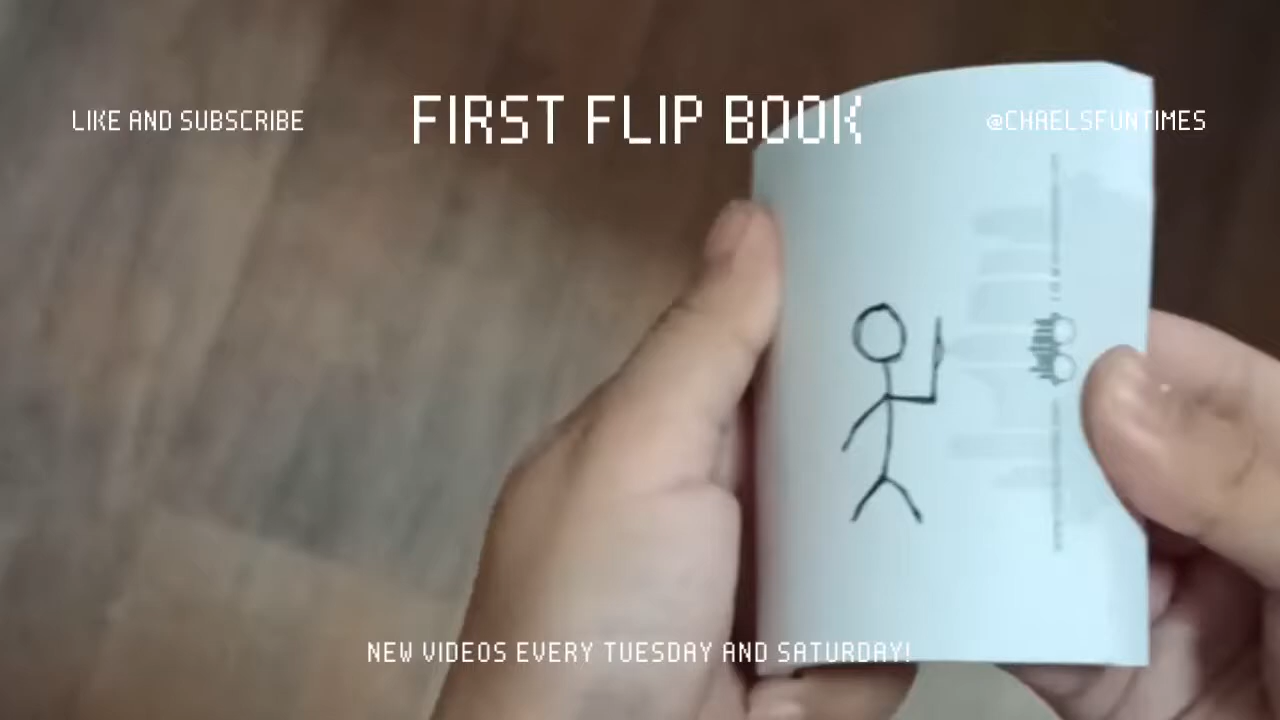 LIKE AND SUBSCRIBE
FIRST FLIP BOOK
@CHAELSFUNTIMES
NEW VIDEOS EVERY TUESDAY AND SATURDAY!